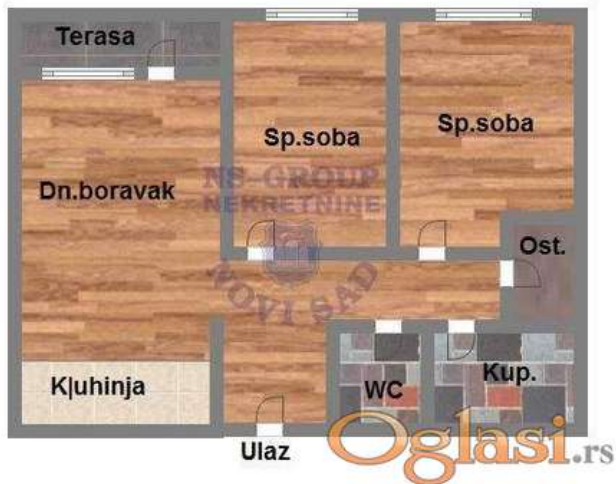 Terasa
Sp.soba
Sp.soba
Dn.boravak
NS-GROUP
NEKRETNINE
NOVI SAD
Ost.
K|uhinja
WC
Kup.
Ulaz
Oglasi.rs